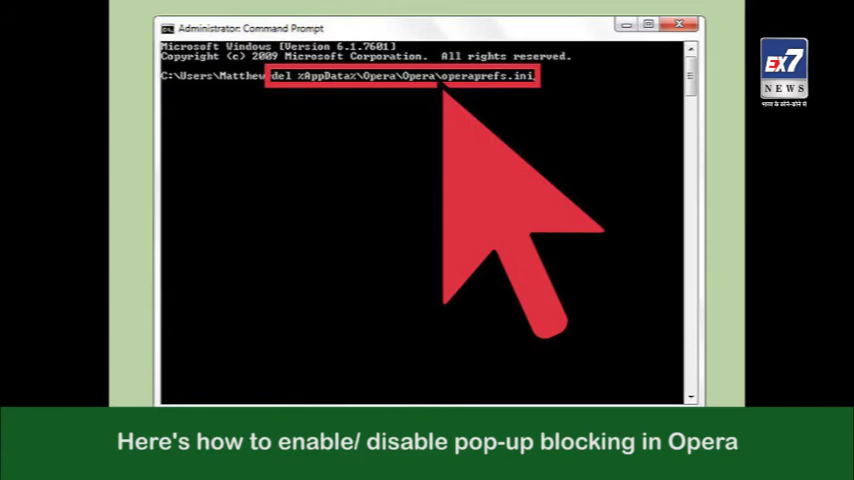 Administrator: Command Prompt
Microsoft Windows [Version 6.1.7601]
Copyright (c) 2009 Microsoft Corporation. All rights reserved.
C:\Users\Matthew del %AppData%\Opera\Opera\operaprefs.ini
EX7
NEWS
भारत के कोने-कोने से
Here's how to enable/ disable pop-up blocking in Opera